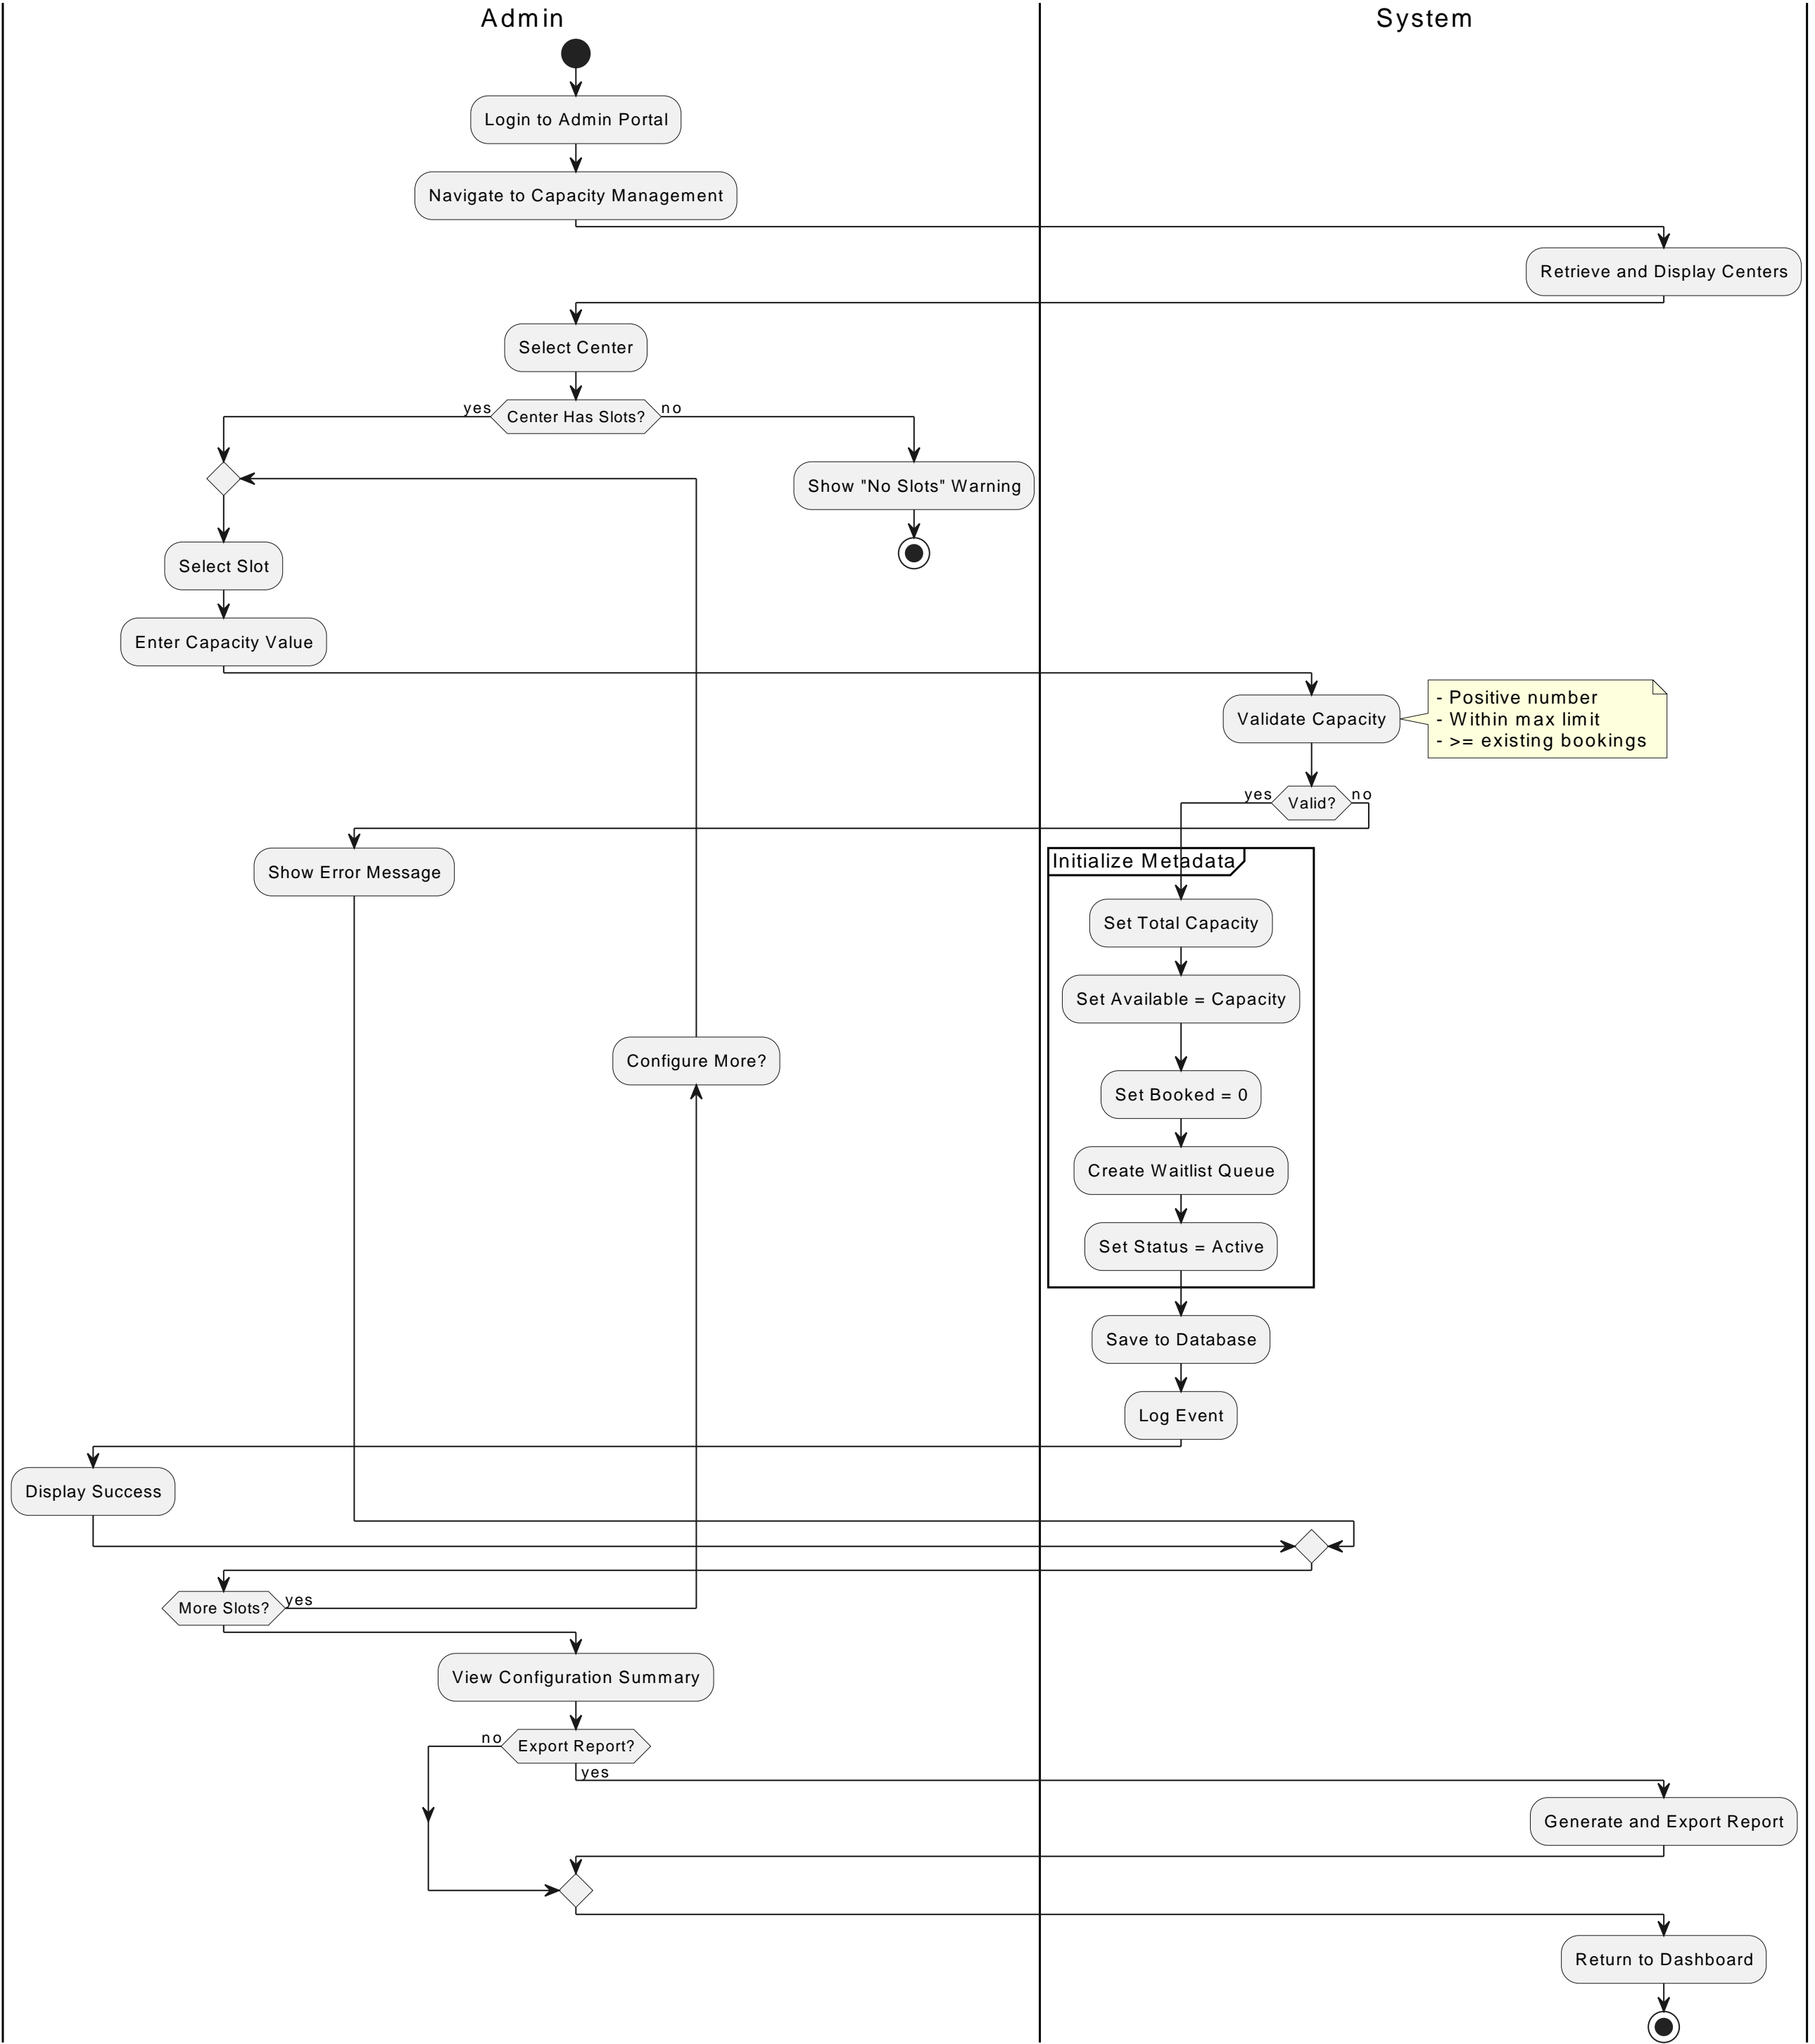 Admin
System
Login to Admin Portal
Navigate to Capacity Management
Retrieve and Display Centers
Select Center
yes
Center Has Slots?
no
Show "No Slots" Warning
Select Slot
Enter Capacity Value
Validate Capacity
- Positive number
- Within max limit
- >= existing bookings
yes
Valid?
no
Show Error Message
Initialize Metadata
Set Total Capacity
Set Available = Capacity
Configure More?
Set Booked = 0
Create Waitlist Queue
Set Status = Active
Save to Database
Log Event
Display Success
More Slots?
yes
View Configuration Summary
no
Export Report?
yes
Generate and Export Report
Return to Dashboard